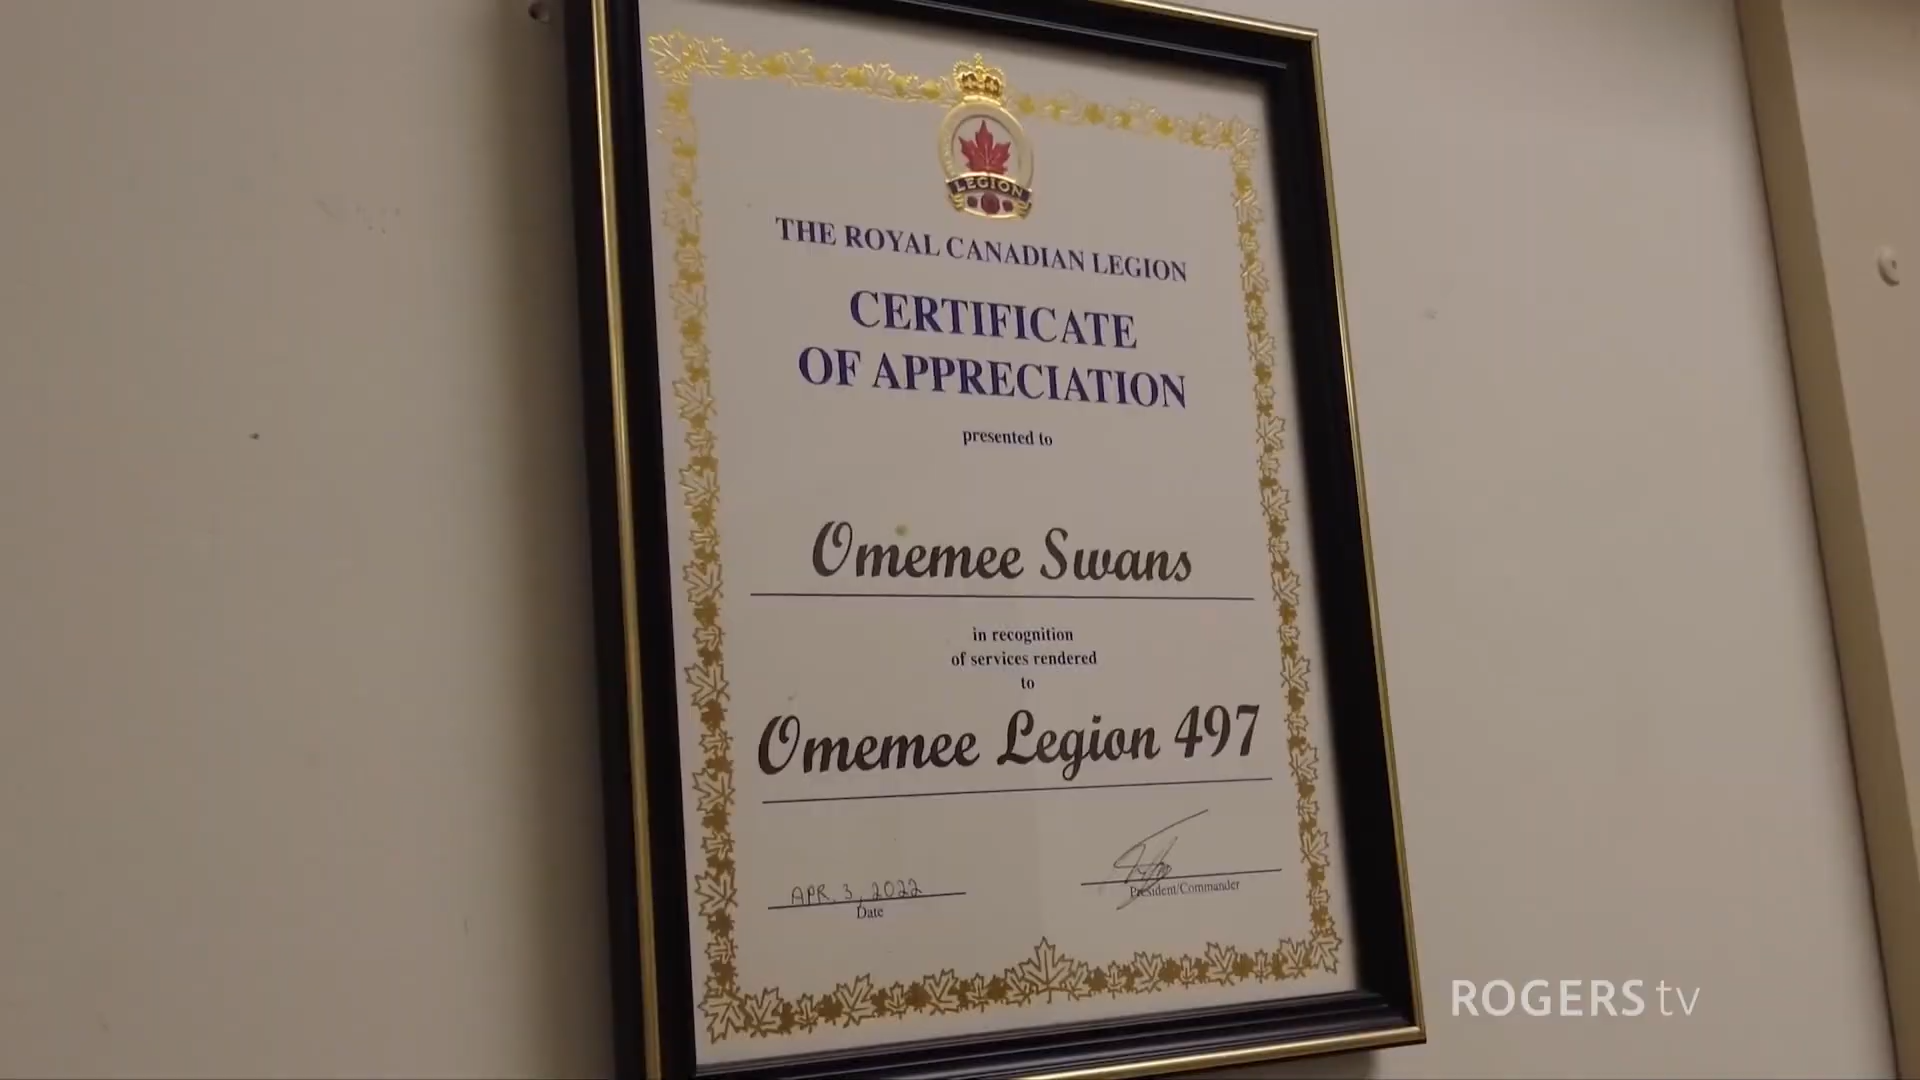 LEGION
THE ROYAL CANADIAN LEGION
CERTIFICATE
OF APPRECIATION
presented to
Omemee Swans
in recognition
of services rendered
to
Omemee Legion 497
APR. 3, 2022
Date
President/Commander
ROGERS tv